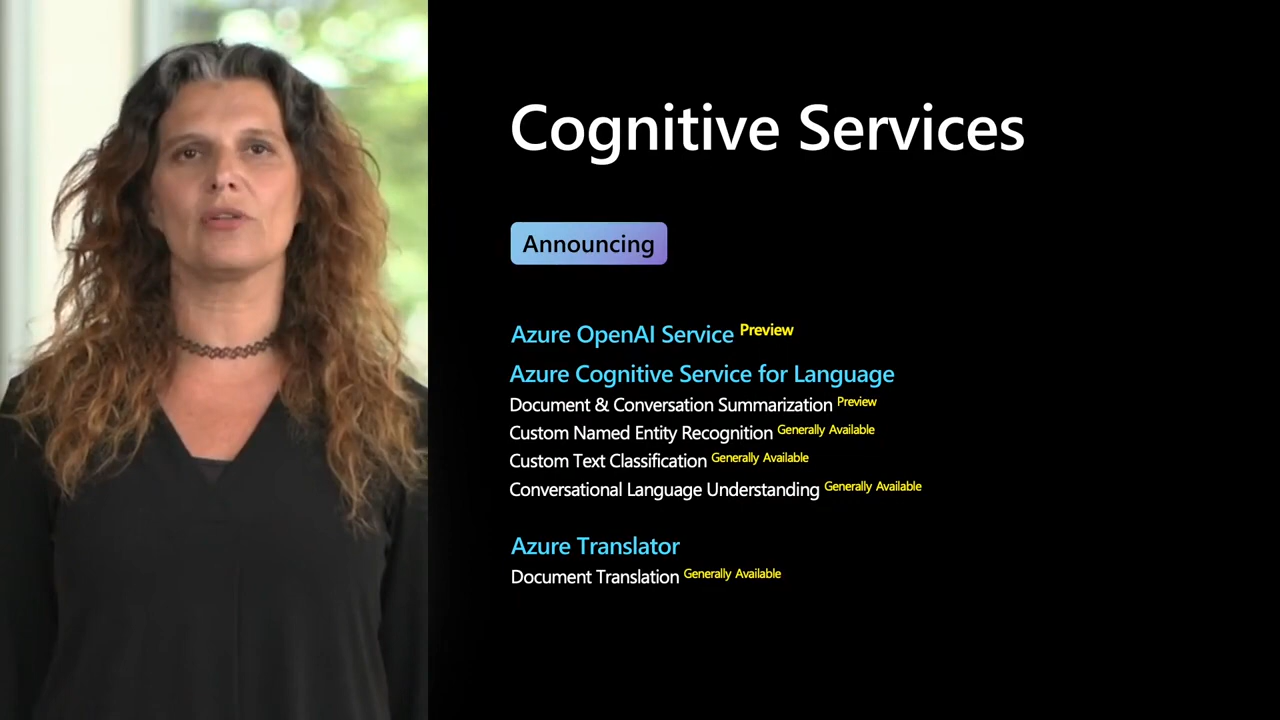 Cognitive Services
Announcing
Azure OpenAI Service Preview
Azure Cognitive Service for Language
Document & Conversation Summarization Preview
Custom Named Entity Recognition Generally Available
Custom Text Classification Generally Available
Conversational Language Understanding Generally Available
Azure Translator
Document Translation Generally Available